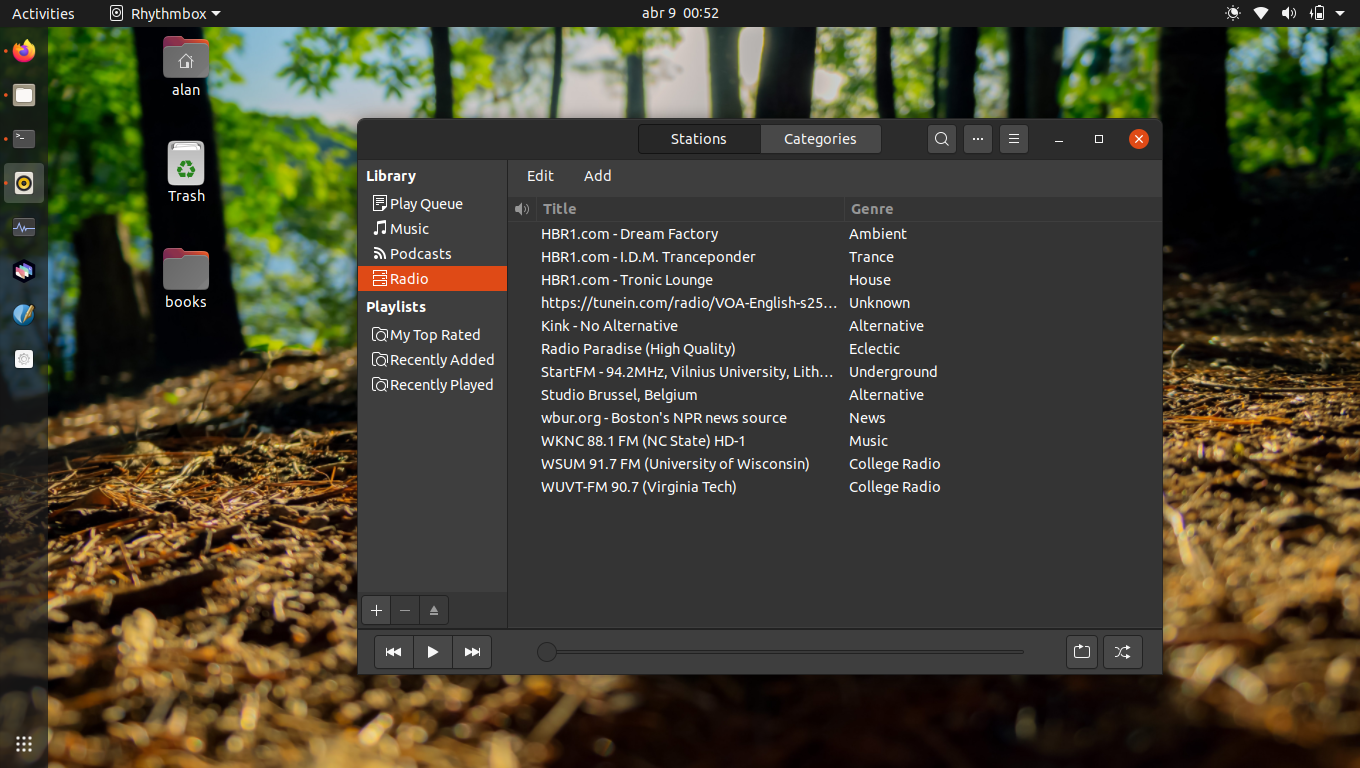 Activities
Rhythmbox
abr 9 00:52
alan
Trash
books
Stations
Categories
Library
Play Queue
Music
Podcasts
Radio
Playlists
My Top Rated
Recently Added
Recently Played
Edit
Add
Title Genre
HBR1.com - Dream Factory Ambient
HBR1.com - I.D.M. Tranceponder Trance
HBR1.com - Tronic Lounge House
https://tunein.com/radio/VOA-English-s25... Unknown
Kink - No Alternative Alternative
Radio Paradise (High Quality) Eclectic
StartFM - 94.2MHz, Vilnius University, Lith... Underground
Studio Brussel, Belgium Alternative
wbur.org - Boston's NPR news source News
WKNC 88.1 FM (NC State) HD-1 Music
WSUM 91.7 FM (University of Wisconsin) College Radio
WUVT-FM 90.7 (Virginia Tech) College Radio